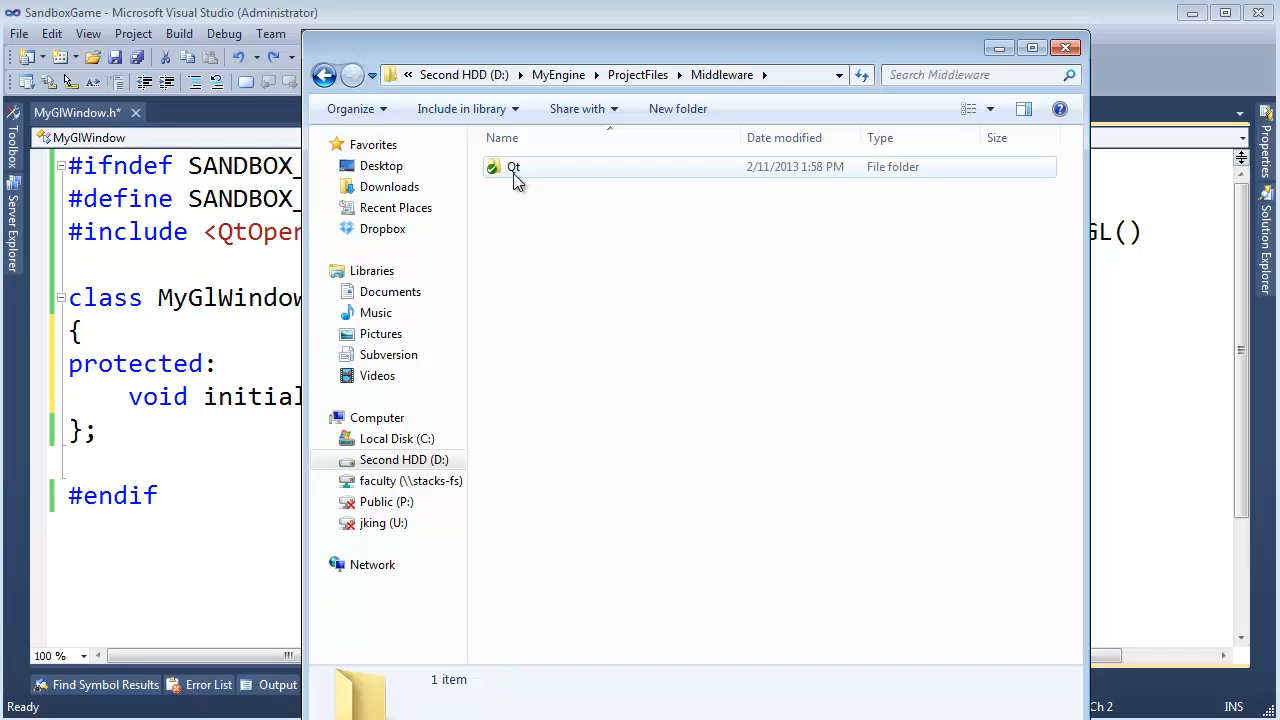 SandboxGame - Microsoft Visual Studio (Administrator)
File Edit View Project Build Debug Team
Second HDD (D:) MyEngine ProjectFiles Middleware Search Middleware
Organize Include in library Share with New folder
MyGlWindow.h*
MyGlWindow
Toolbox
Server Explorer
Properties
Solution Explorer
Name Date modified Type Size
Qt 2/11/2013 1:58 PM File folder
Favorites
Desktop
Downloads
Recent Places
Dropbox
Libraries
Documents
Music
Pictures
Subversion
Videos
Computer
Local Disk (C:)
Second HDD (D:)
faculty (\\stacks-fs)
Public (P:)
jking (U:)
Network
1 item
#ifndef SANDBOX_
#define SANDBOX_
#include <QtOpen GL()
class MyGlWindow
{
protected:
void initial
};
#endif
100 %
Find Symbol Results Error List Output
Ready Ch 2 INS